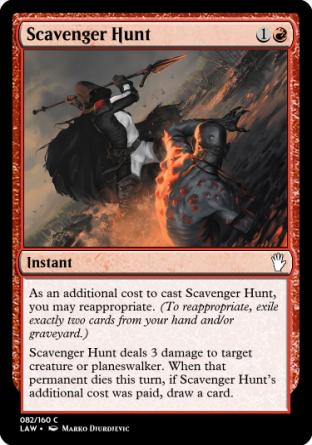 Scavenger Hunt 1
Instant
As an additional cost to cast Scavenger Hunt,
you may reappropriate. (To reappropriate, exile
exactly two cards from your hand and/or
graveyard.)
Scavenger Hunt deals 3 damage to target
creature or planeswalker. When that
permanent dies this turn, if Scavenger Hunt's
additional cost was paid, draw a card.
082/160 C
LAW • Marko Djurdjevic